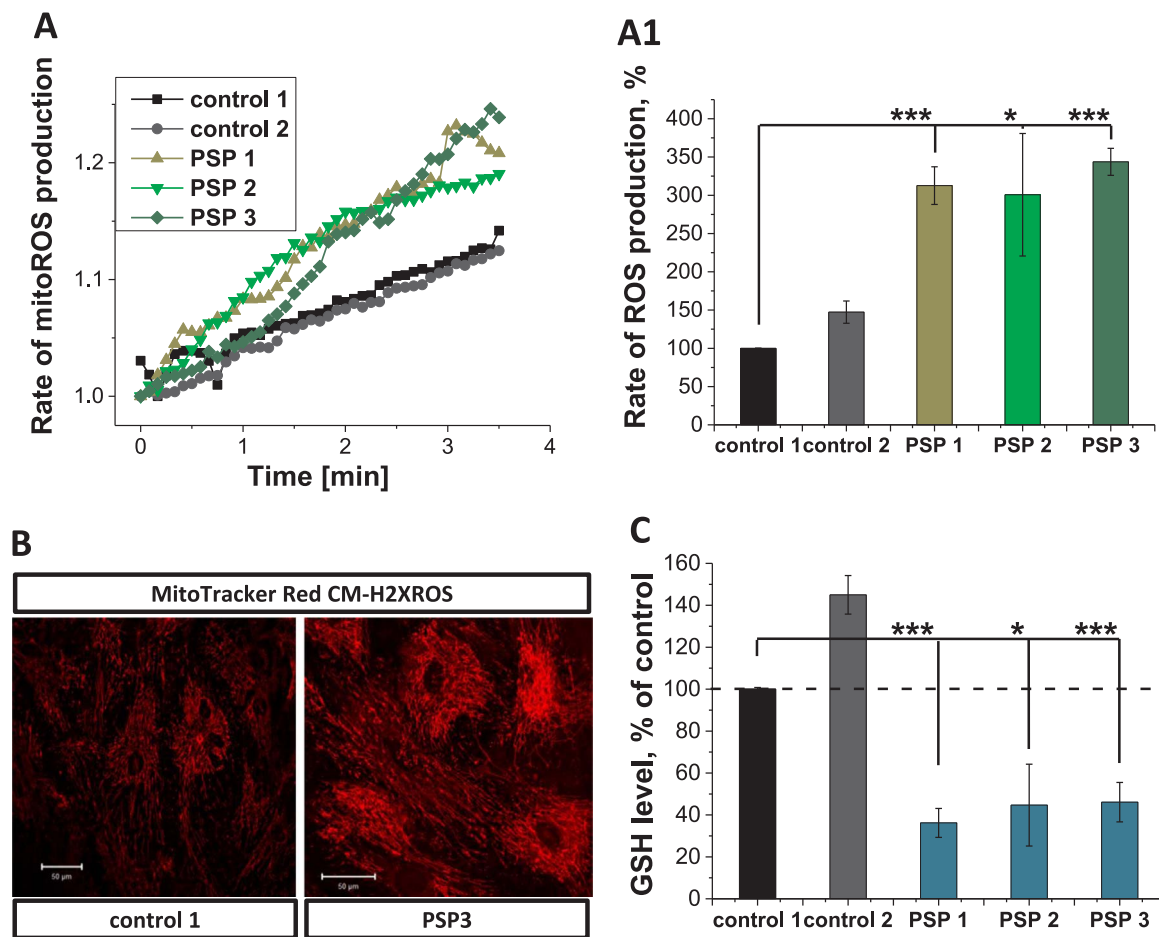 A
Rate of mitoROS production
1.2
1.1
1.0
control 1
control 2
PSP 1
PSP 2
PSP 3
0 1 2 3 4
Time [min]
A1
Rate of ROS production, %
400
350
300
250
200
150
100
50
0
*** * ***
control 1 control 2 PSP 1 PSP 2 PSP 3
B
MitoTracker Red CM-H2XROS
50 µm
50 µm
control 1 PSP3
C
GSH level, % of control
160
140
120
100
80
60
40
20
0
*** * ***
control 1 control 2 PSP 1 PSP 2 PSP 3